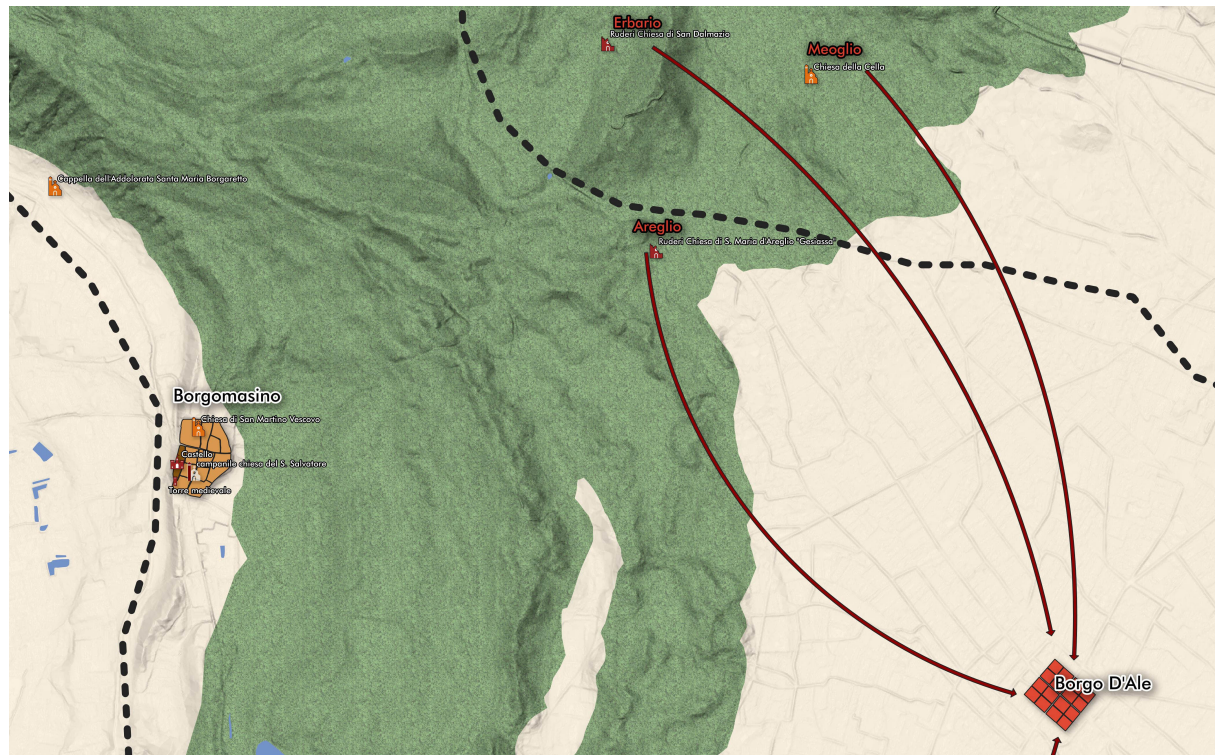 Erbario
Ruderi Chiesa di San Dalmazio
Meoglio
Chiesa della Cella
Cappella dell'Addolorata Santa Maria Borgaretto
Areglio
Ruderi Chiesa di S. Maria d'Areglio "Gesiassa"
Borgomasino
Chiesa di San Martino Vescovo
Castello
campanile chiesa del S. Salvatore
Torre medievale
Borgo D'Ale